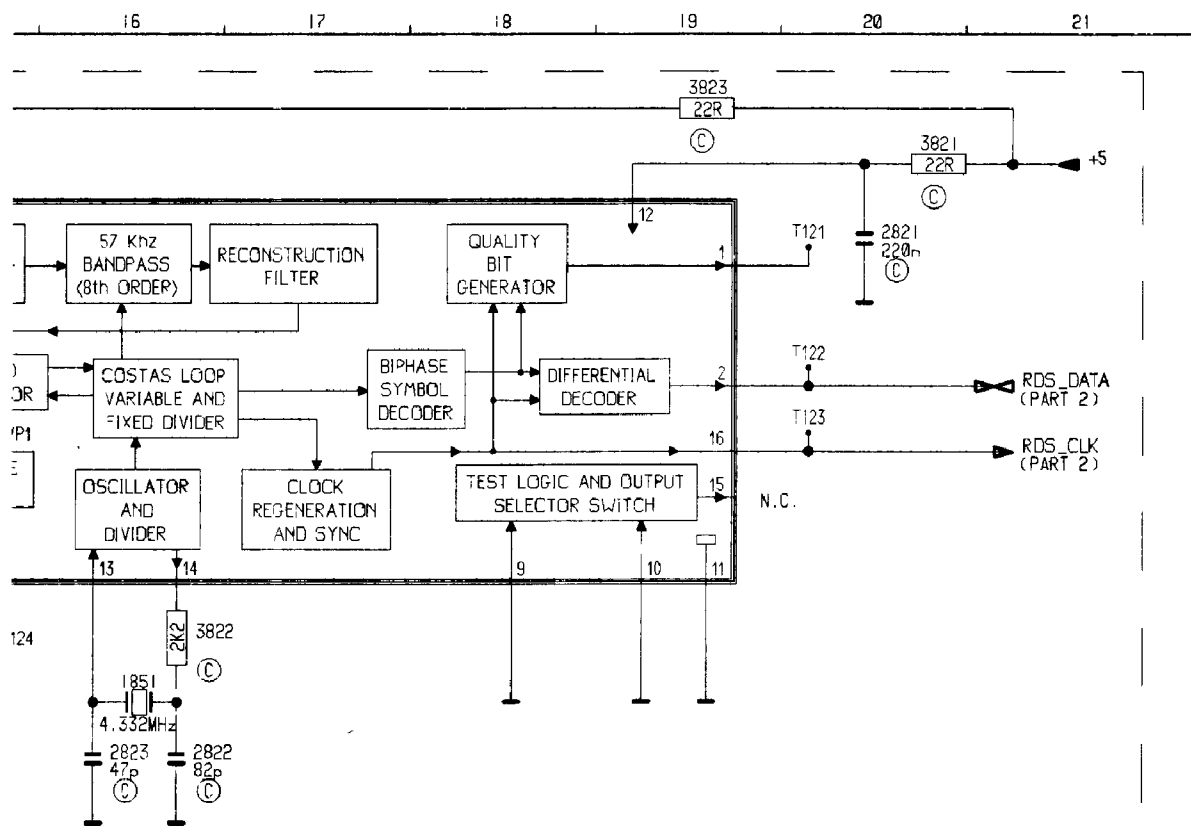 16 17 18 19 20 21
3823
22R
C
3821
22R
C
+5
12
T121
2821
220n
C
57 Khz
BANDPASS
(8th ORDER)
RECONSTRUCTION
FILTER
QUALITY
BIT
GENERATOR
1
T122
OR
COSTAS LOOP
VARIABLE AND
FIXED DIVIDER
BIPHASE
SYMBOL
DECODER
DIFFERENTIAL
DECODER
2
RDS_DATA
(PART 2)
T123
VP1
E
16
RDS_CLK
(PART 2)
OSCILLATOR
AND
DIVIDER
CLOCK
REGENERATION
AND SYNC
TEST LOGIC AND OUTPUT
SELECTOR SWITCH
15
N.C.
13 14 9 10 11
124
2K2
3822
C
1851
4.332MHz
2823
47p
C
2822
82p
C